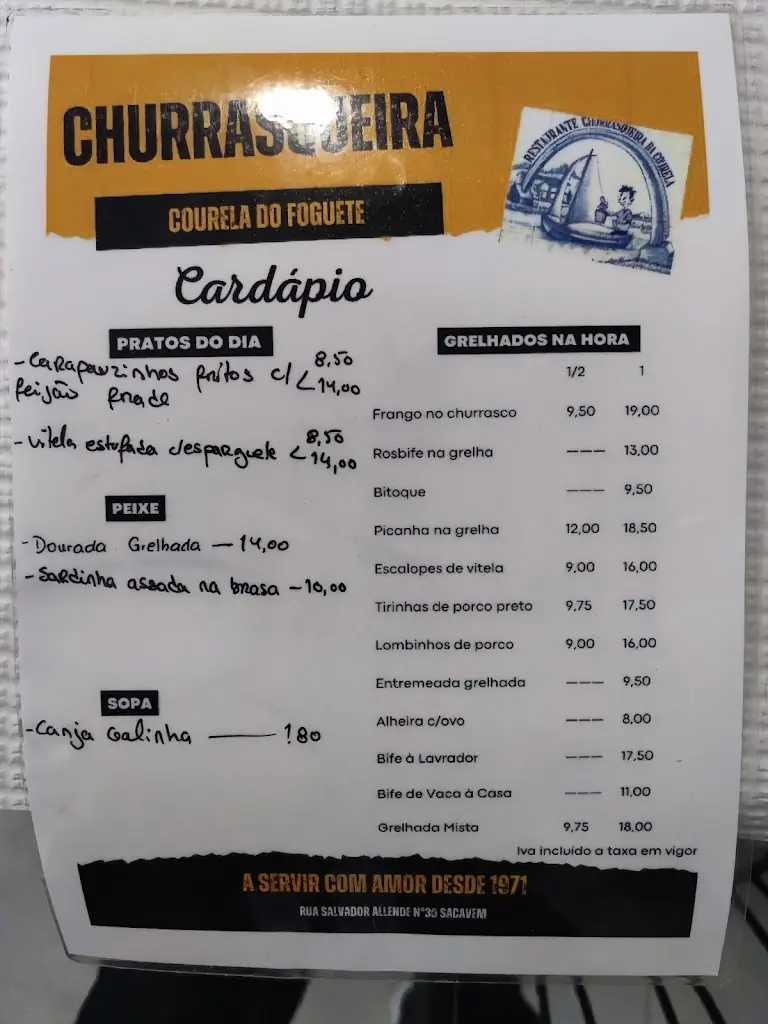 CHURRASQUEIRA
RESTAURANTE CHURRASQUEIRA DA COURELA
COURELA DO FOGUETE
Cardápio
PRATOS DO DIA
- Carapauzinhos fritos c/ < 8,50
feijão frade 14,00
- Vitela estufada c/esparguete < 8,50
14,00
PEIXE
- Dourada Grelhada — 14,00
- Sardinha assada na brasa – 10,00
SOPA
- Canja Galinha —— 1.80
GRELHADOS NA HORA
1/2 1
Frango no churrasco 9,50 19,00
Rosbife na grelha --- 13,00
Bitoque --- 9,50
Picanha na grelha 12,00 18,50
Escalopes de vitela 9,00 16,00
Tirinhas de porco preto 9,75 17,50
Lombinhos de porco 9,00 16,00
Entremeada grelhada --- 9,50
Alheira c/ovo --- 8,00
Bife à Lavrador --- 17,50
Bife de Vaca à Casa --- 11,00
Grelhada Mista 9,75 18,00
Iva incluído a taxa em vigor
A SERVIR COM AMOR DESDE 1971
RUA SALVADOR ALLENDE Nº30 SACAVEM